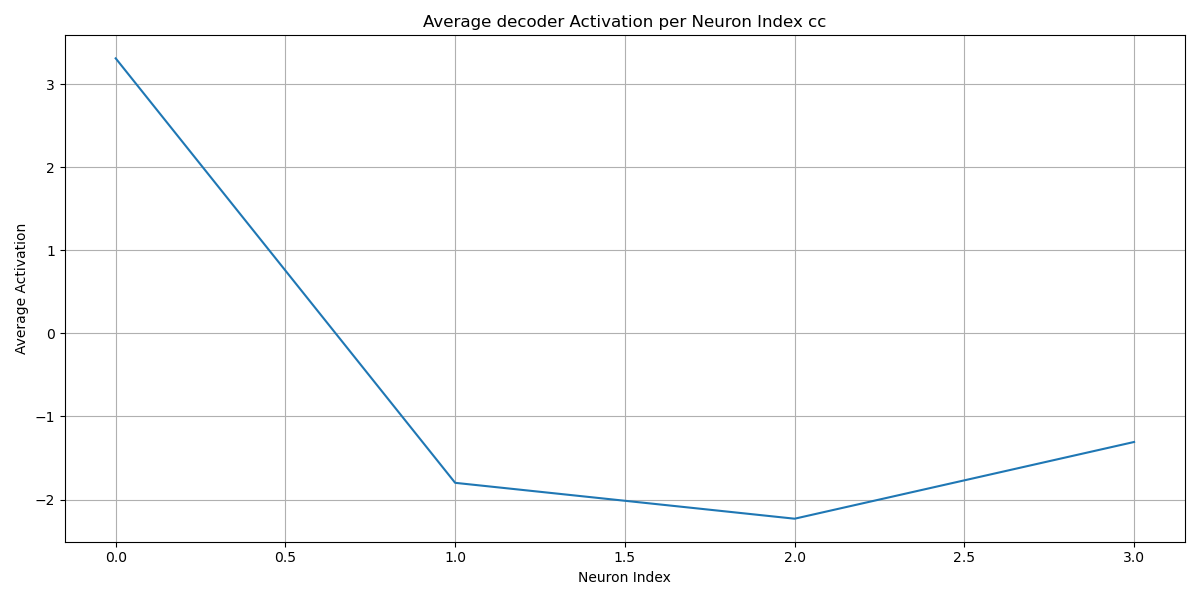 Average decoder Activation per Neuron Index cc
Average Activation
3
2
1
0
−1
−2
0.0 0.5 1.0 1.5 2.0 2.5 3.0
Neuron Index